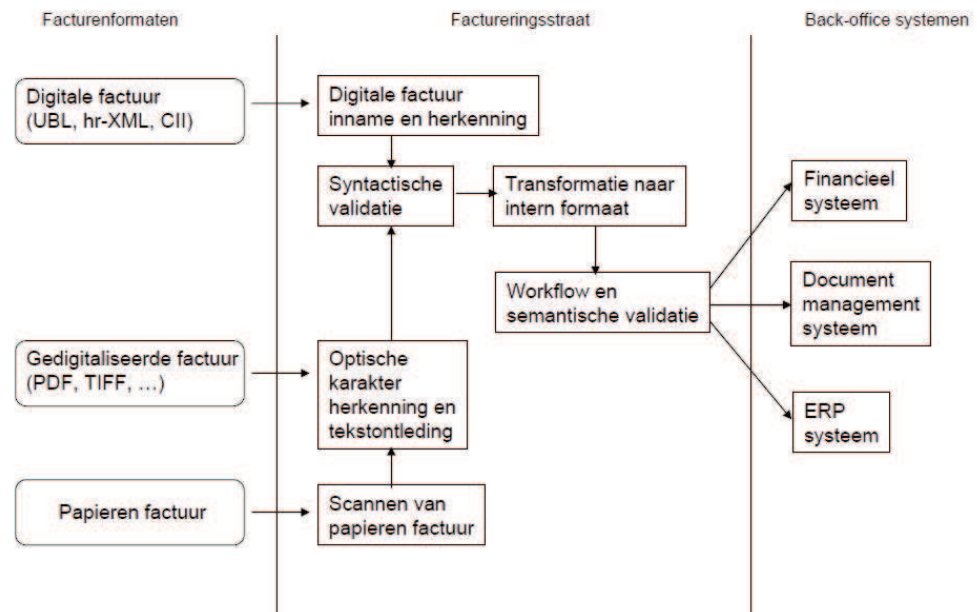 Facturenformaten
Factureringsstraat
Back-office systemen
Digitale factuur
(UBL, hr-XML, CII)
Digitale factuur
inname en herkenning
Syntactische
validatie
Transformatie naar
intern formaat
Financieel
systeem
Workflow en
semantische validatie
Document
management
systeem
Gedigitaliseerde factuur
(PDF, TIFF, …)
Optische
karakter
herkenning en
tekstontleding
ERP
systeem
Papieren factuur
Scannen van
papieren factuur